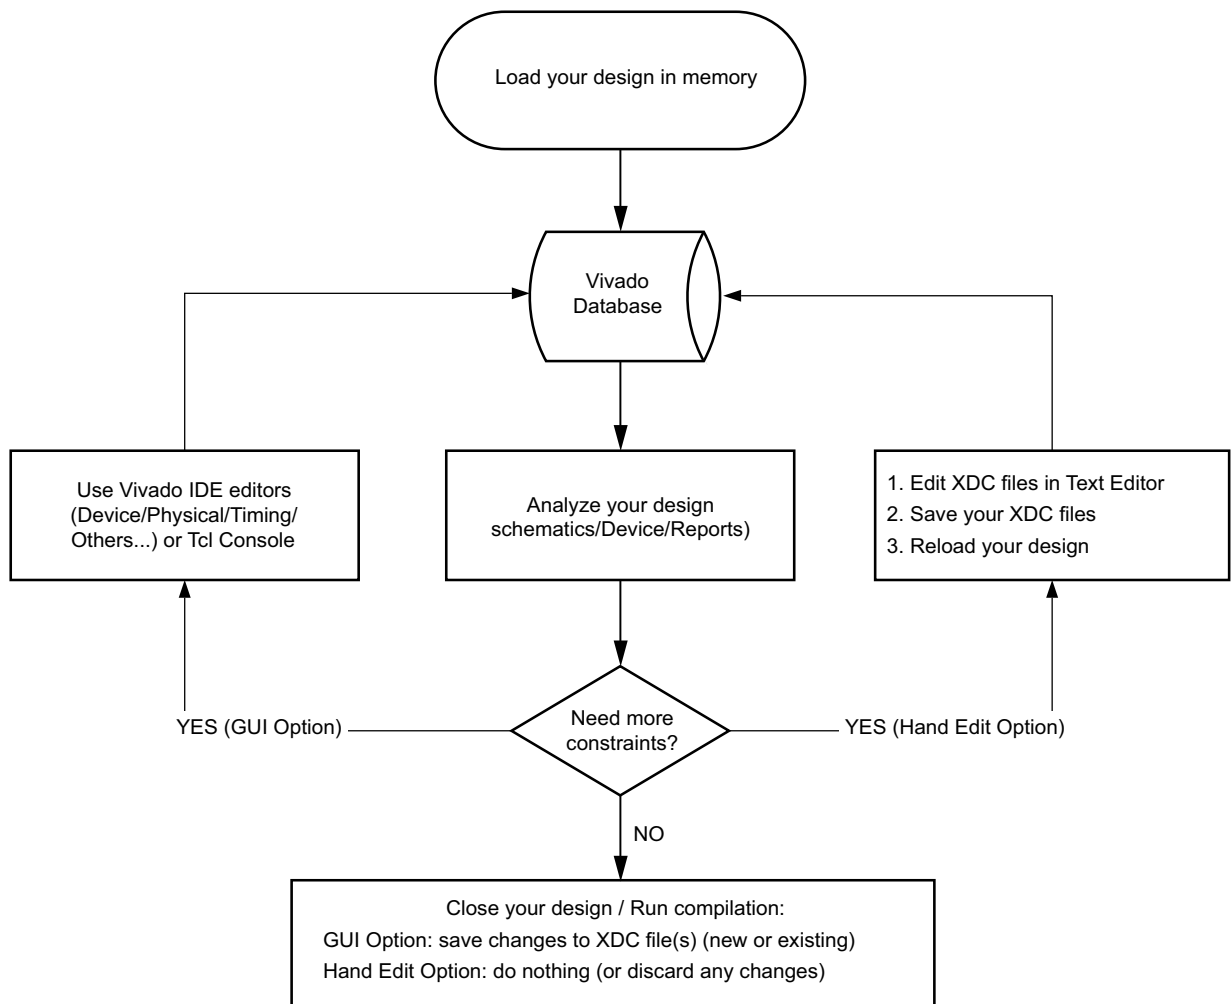 Load your design in memory
Vivado
Database
Use Vivado IDE editors
(Device/Physical/Timing/
Others...) or Tcl Console
Analyze your design
schematics/Device/Reports)
1. Edit XDC files in Text Editor
2. Save your XDC files
3. Reload your design
YES (GUI Option)
Need more
constraints?
YES (Hand Edit Option)
NO
Close your design / Run compilation:
GUI Option: save changes to XDC file(s) (new or existing)
Hand Edit Option: do nothing (or discard any changes)